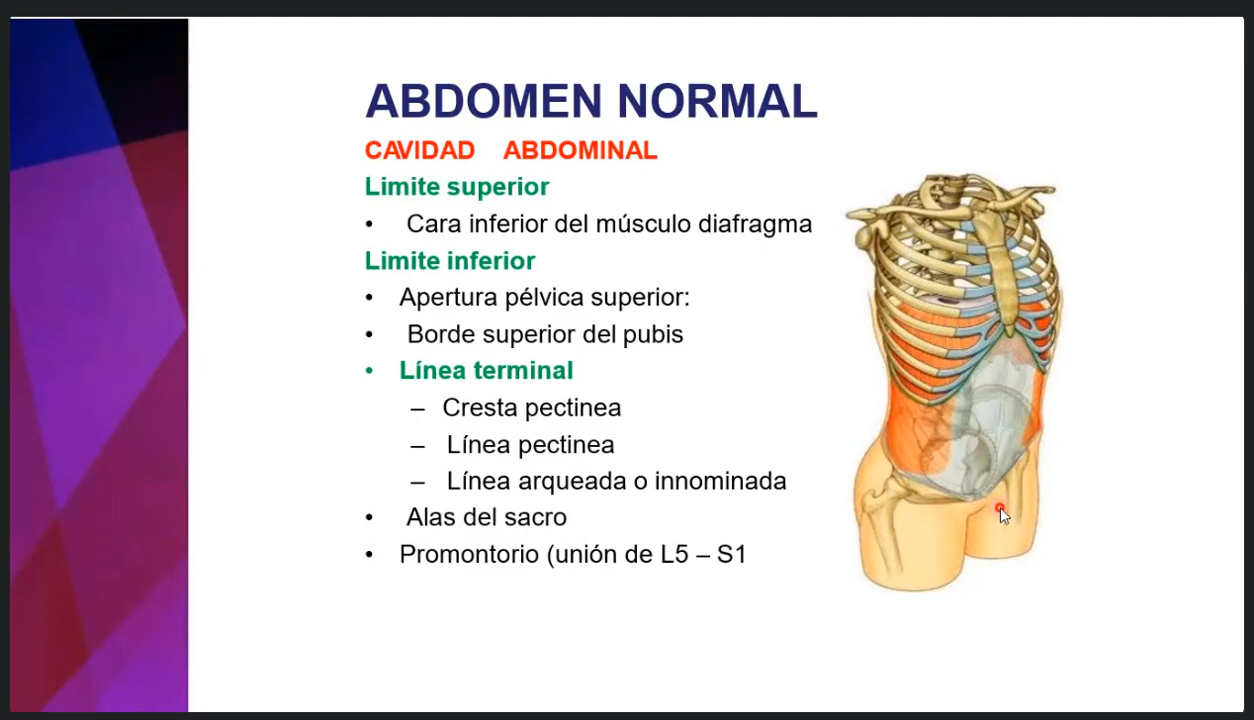 ABDOMEN NORMAL
CAVIDAD ABDOMINAL
Limite superior
• Cara inferior del músculo diafragma
Limite inferior
• Apertura pélvica superior:
• Borde superior del pubis
• Línea terminal
– Cresta pectinea
– Línea pectinea
– Línea arqueada o innominada
• Alas del sacro
• Promontorio (unión de L5 – S1